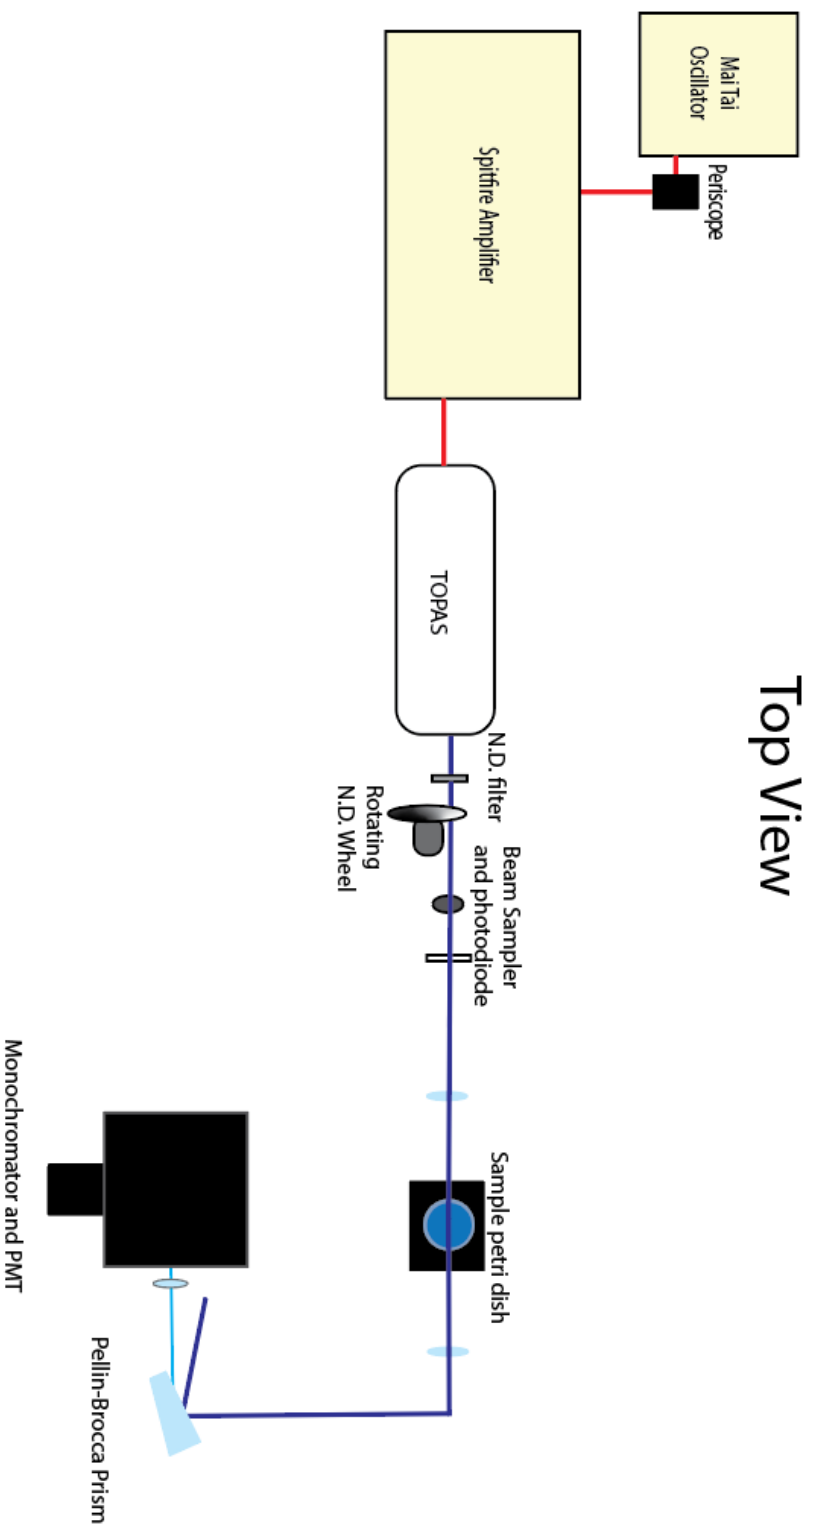 Top View
Mai Tai
Oscillator
Periscope
Spitfire Amplifier
TOPAS
N.D. filter
Rotating
N.D. Wheel
Beam Sampler
and photodiode
Sample petri dish
Monochromator and PMT
Pellin-Brocca Prism